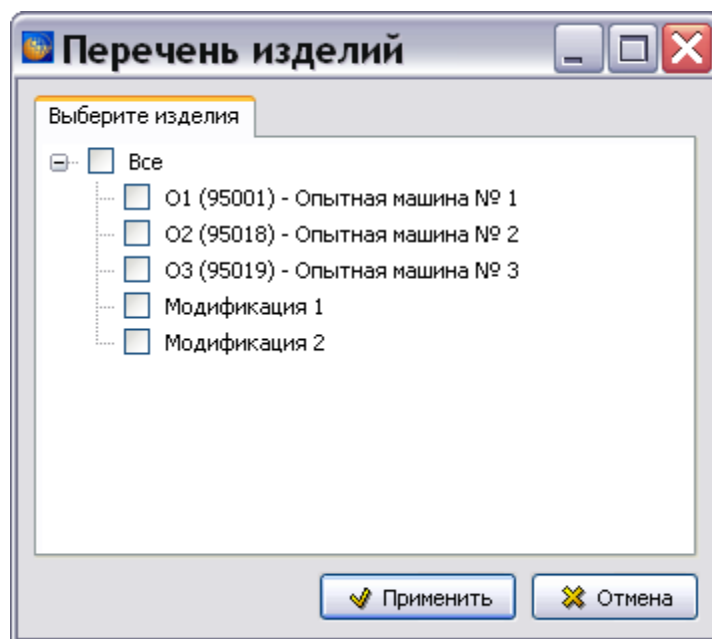 Перечень изделий
Выберите изделия
Все
О1 (95001) - Опытная машина № 1
О2 (95018) - Опытная машина № 2
О3 (95019) - Опытная машина № 3
Модификация 1
Модификация 2
Применить
Отмена